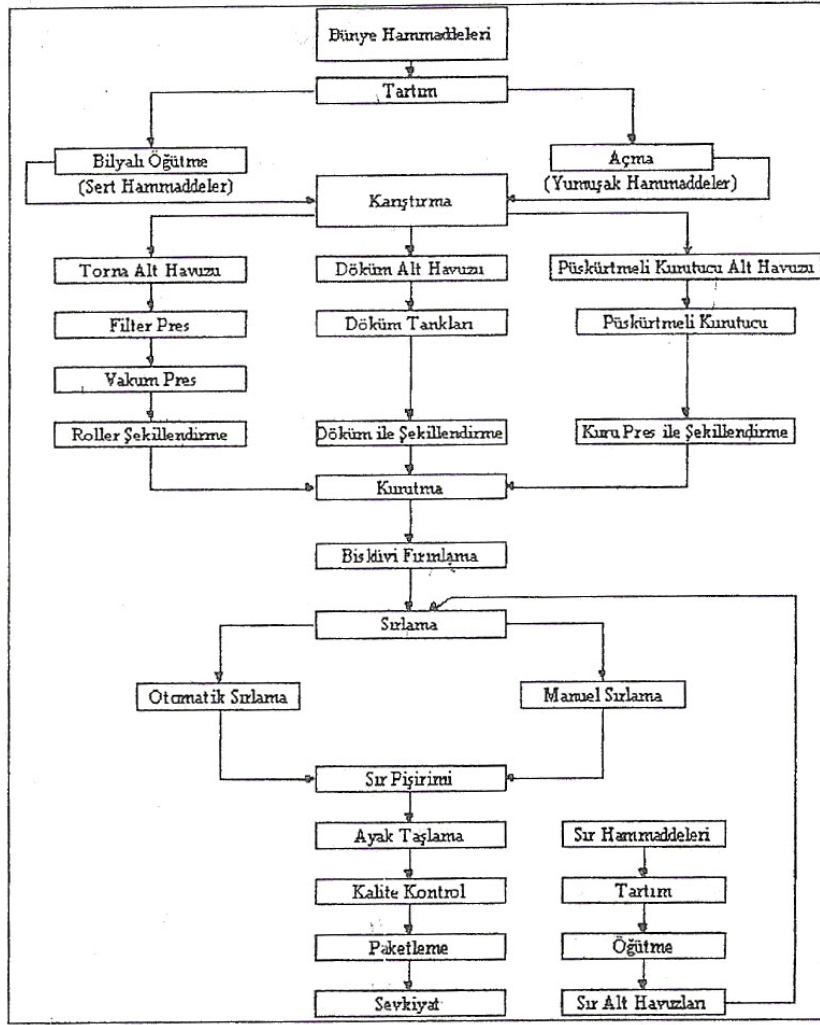 Bünye Hammaddeleri
Tartım
Bilyalı Öğütme
(Sert Hammaddeler)
Açma
(Yumuşak Hammaddeler)
Karıştırma
Torna Alt Havuzu
Döküm Alt Havuzu
Püskürtmeli Kurutucu Alt Havuzu
Filter Pres
Döküm Tankları
Püskürtmeli Kurutucu
Vakum Pres
Roller Şekillendirme
Döküm ile Şekillendirme
Kuru Pres ile Şekillendirme
Kurutma
Bisküvi Fırınlama
Sırlama
Otomatik Sırlama
Manuel Sırlama
Sır Pişirimi
Ayak Taşlama
Sır Hammaddeleri
Kalite Kontrol
Tartım
Paketleme
Öğütme
Sevkiyat
Sır Alt Havuzları